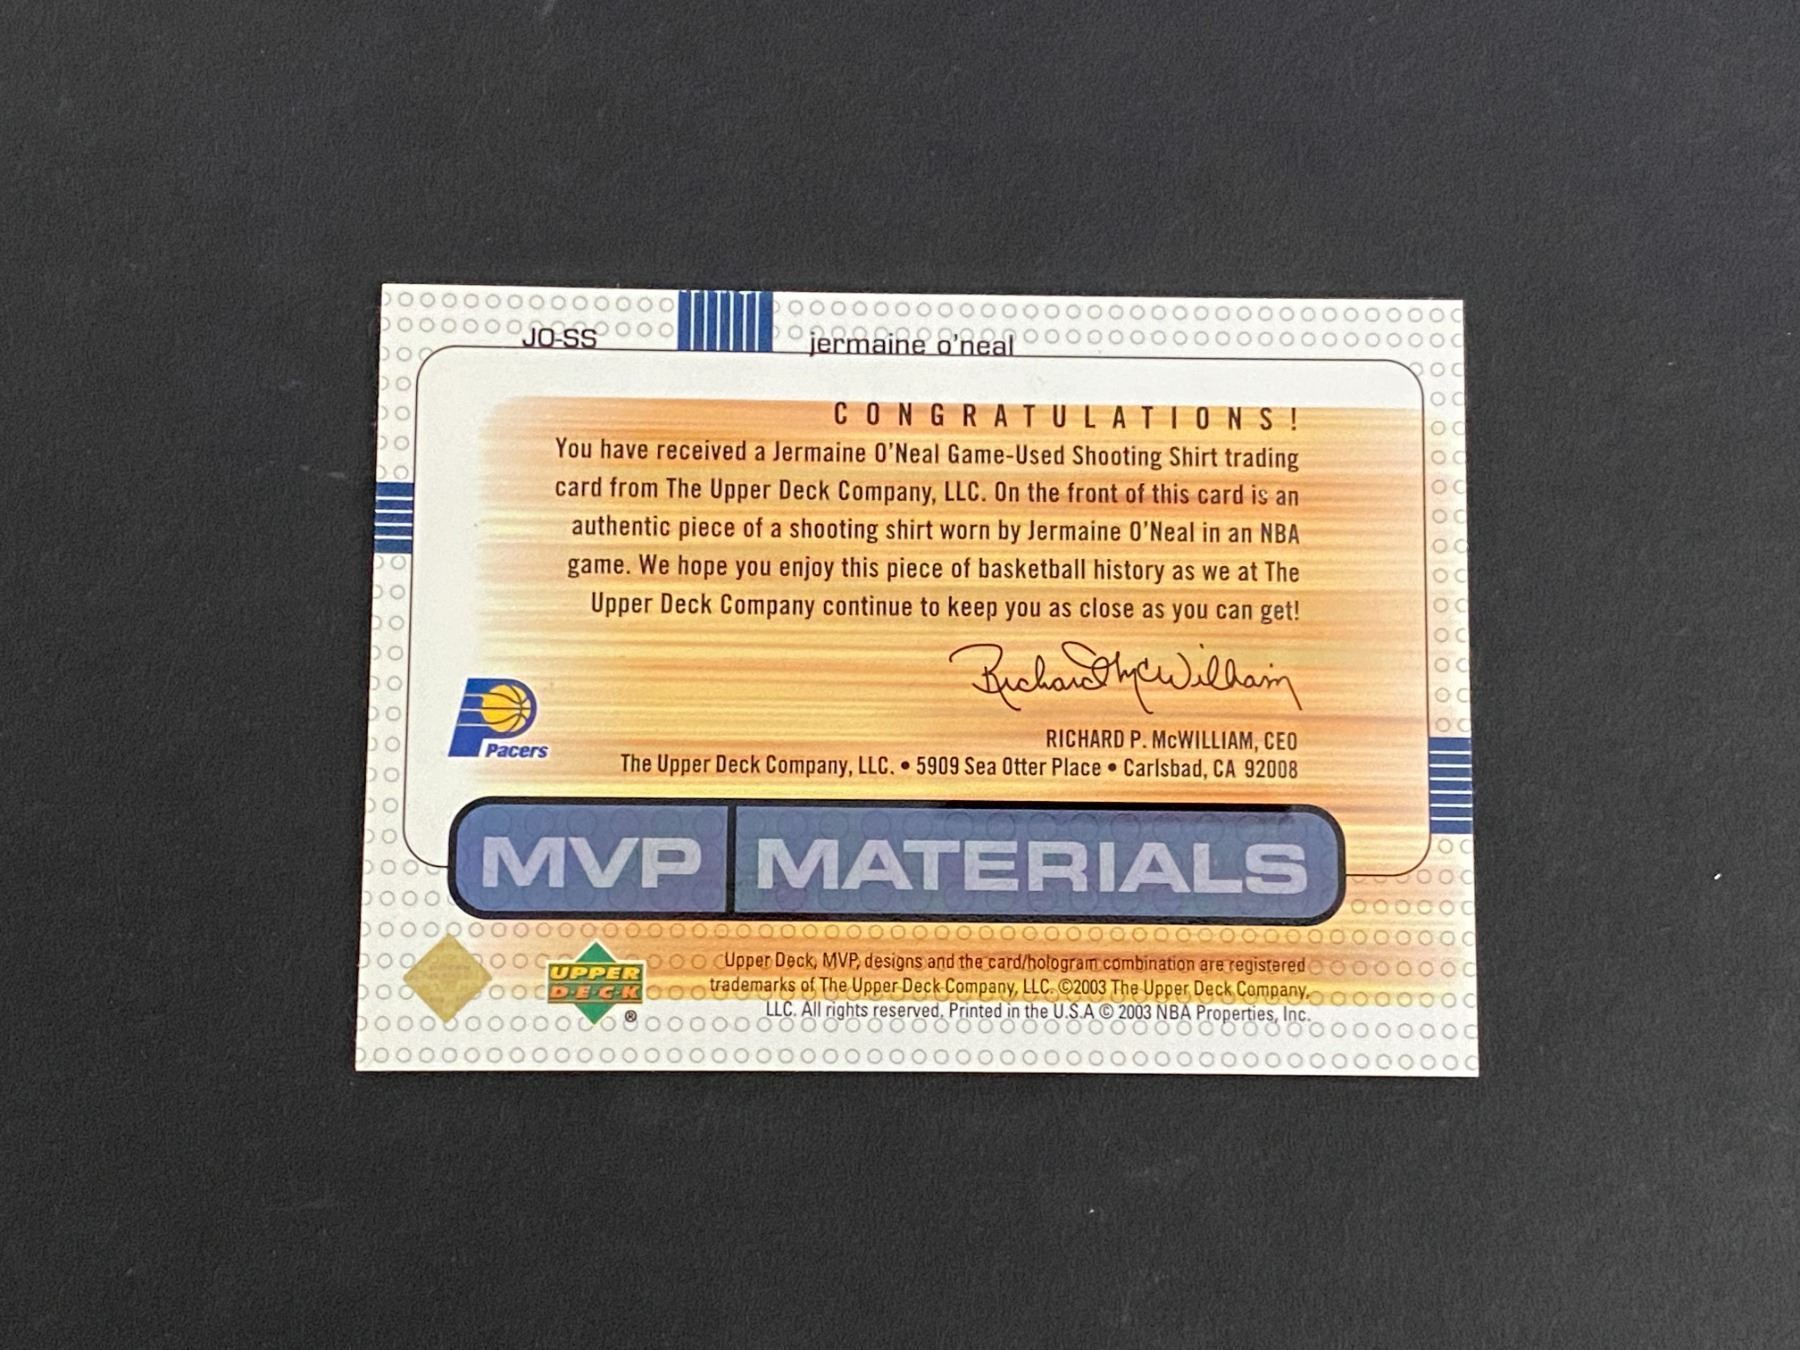 JO-SS
jermaine o'neal
CONGRATULATIONS!
You have received a Jermaine O'Neal Game-Used Shooting Shirt trading
card from The Upper Deck Company, LLC. On the front of this card is an
authentic piece of a shooting shirt worn by Jermaine O'Neal in an NBA
game. We hope you enjoy this piece of basketball history as we at The
Upper Deck Company continue to keep you as close as you can get!
Richard McWilliam
RICHARD P. McWILLIAM, CEO
The Upper Deck Company, LLC. • 5909 Sea Otter Place • Carlsbad, CA 92008
Pacers
MVP MATERIALS
UPPER
D·E·C·K
®
Upper Deck, MVP, designs and the card/hologram combination are registered
trademarks of The Upper Deck Company, LLC. ©2003 The Upper Deck Company,
LLC. All rights reserved. Printed in the U.S.A © 2003 NBA Properties, Inc.